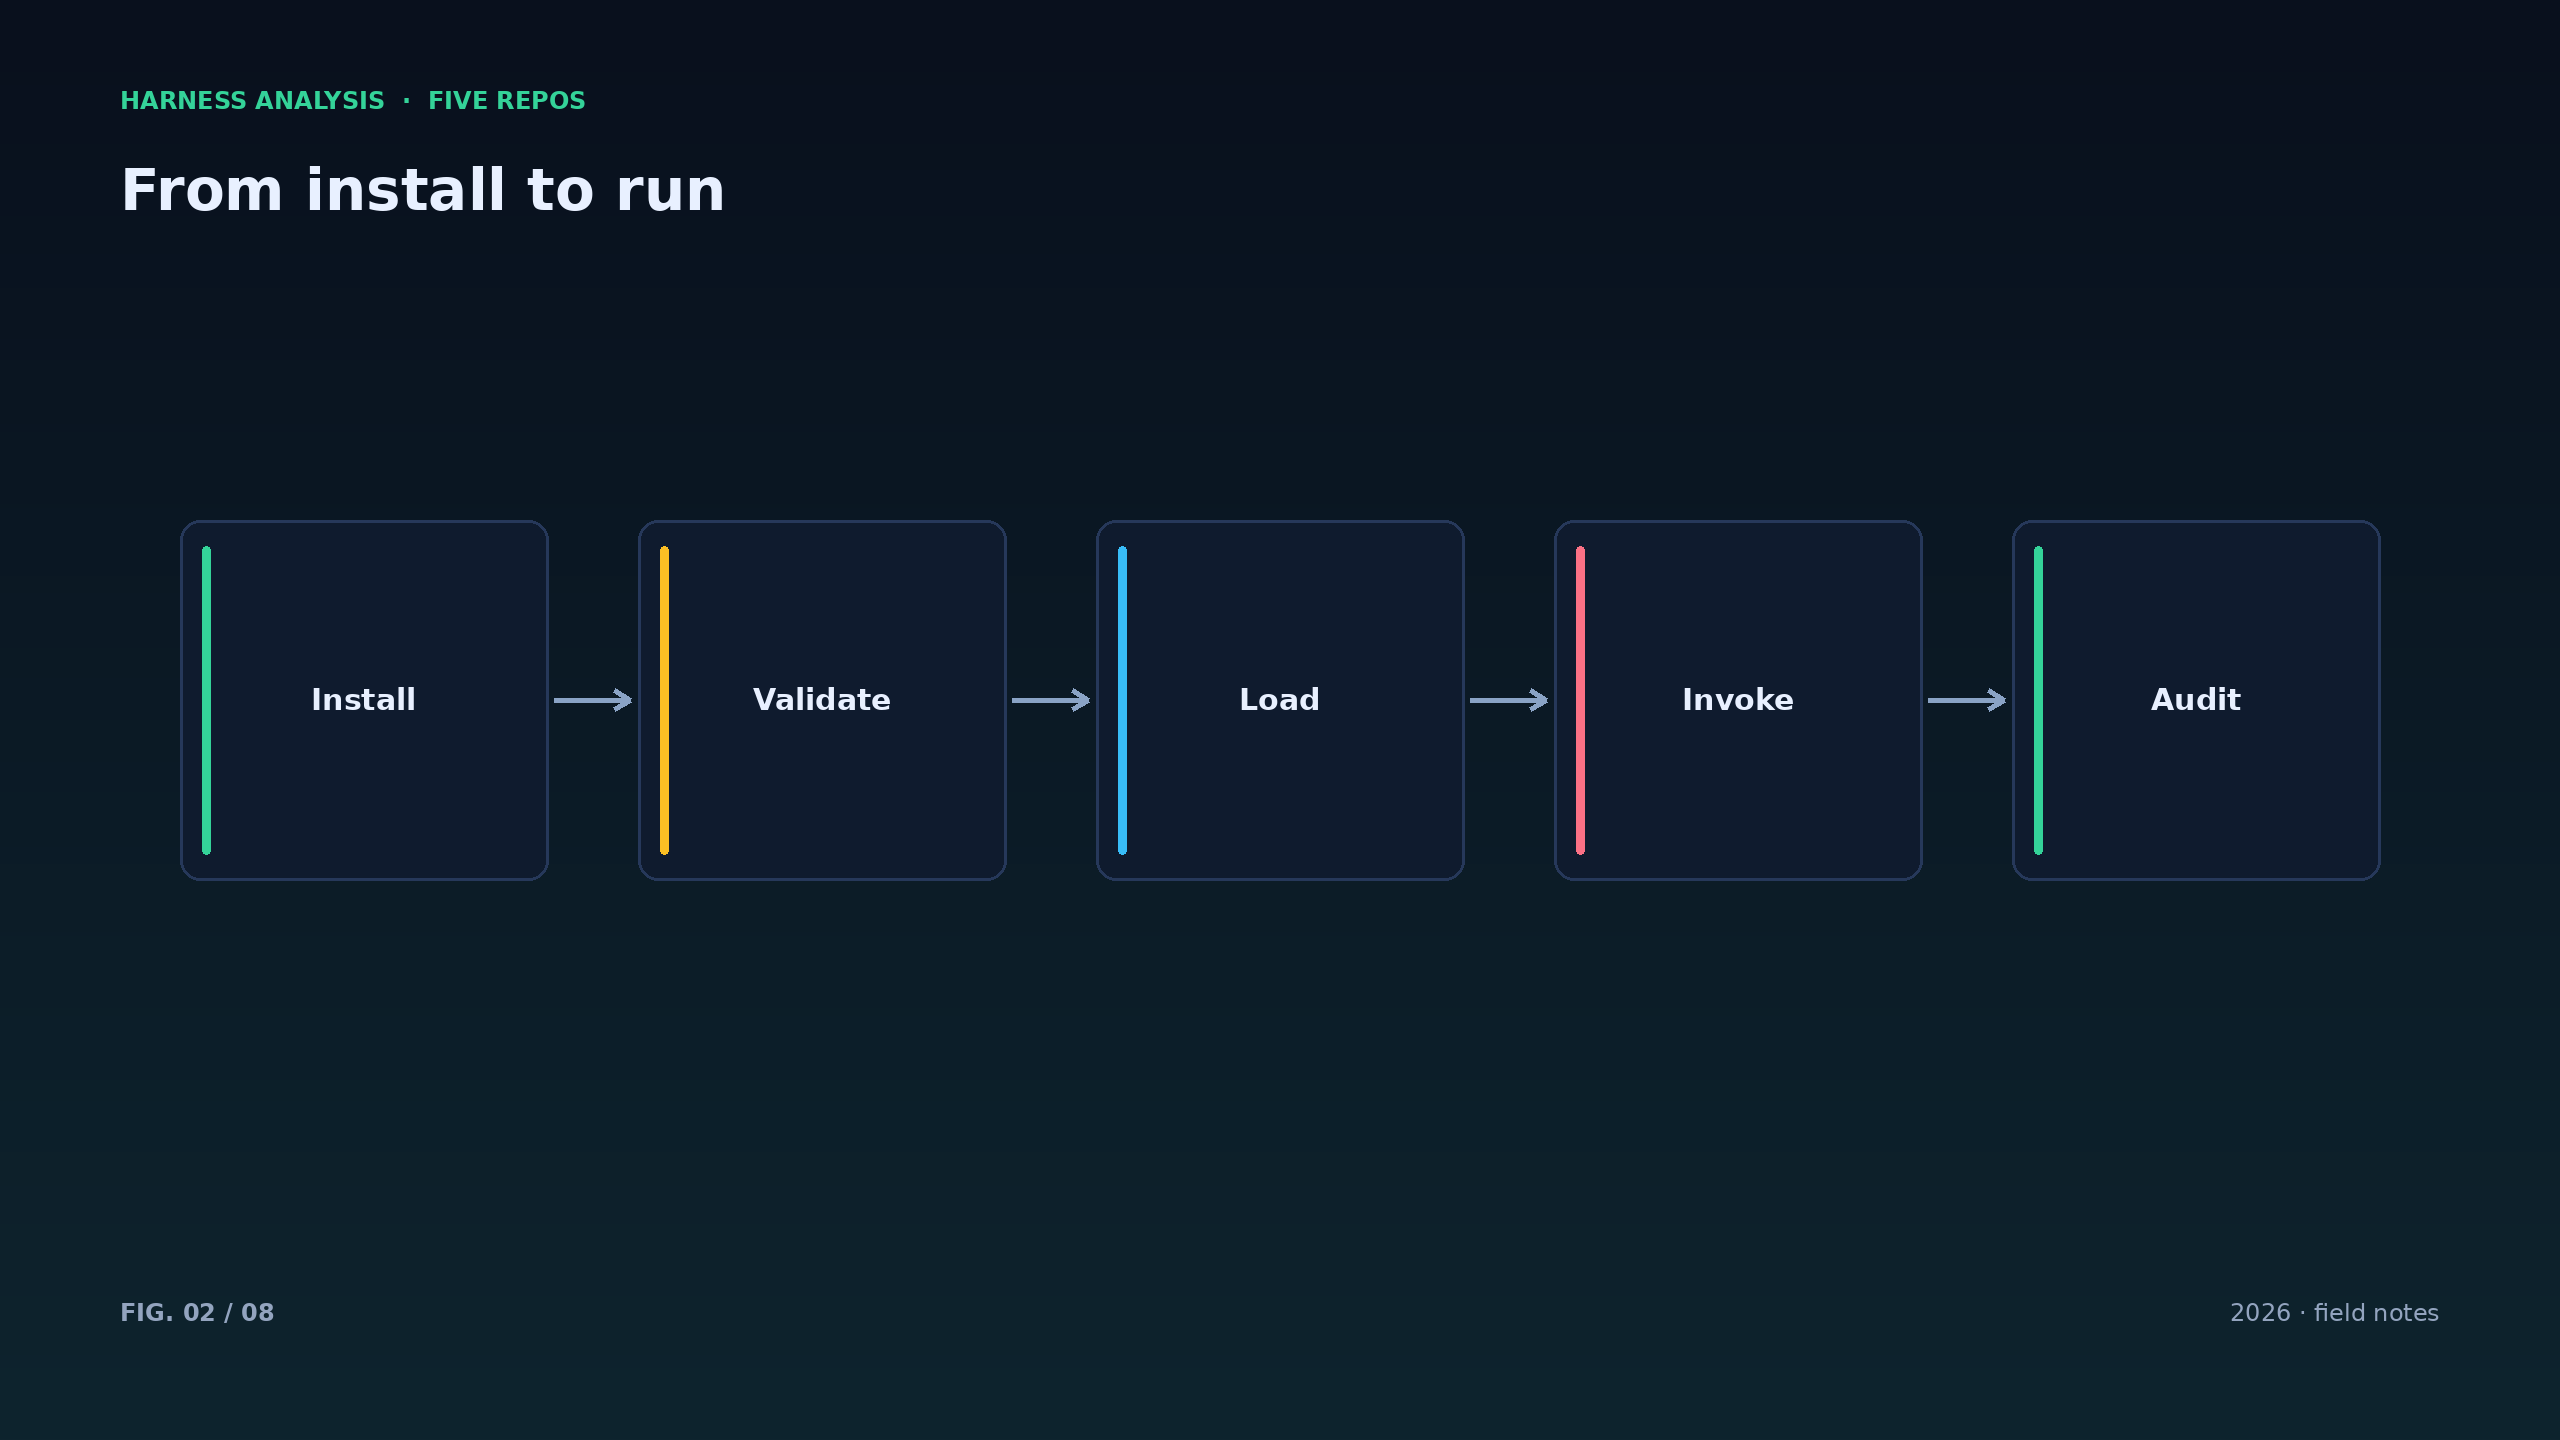 HARNESS ANALYSIS · FIVE REPOS
From install to run
Install
Validate
Load
Invoke
Audit
FIG. 02 / 08
2026 · field notes